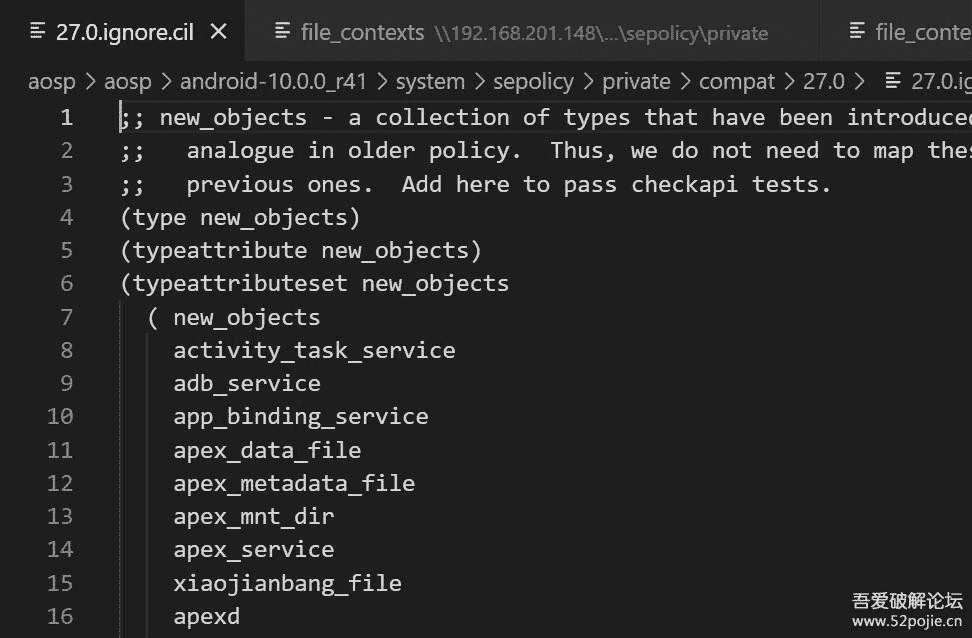 27.0.ignore.cil file_contexts \\192.168.201.148\...\sepolicy\private file_conte
aosp > aosp > android-10.0.0_r41 > system > sepolicy > private > compat > 27.0 > 27.0.ig
1 ;; new_objects - a collection of types that have been introduced
2 ;;   analogue in older policy.  Thus, we do not need to map thes
3 ;;   previous ones.  Add here to pass checkapi tests.
4 (type new_objects)
5 (typeattribute new_objects)
6 (typeattributeset new_objects
7   ( new_objects
8     activity_task_service
9     adb_service
10     app_binding_service
11     apex_data_file
12     apex_metadata_file
13     apex_mnt_dir
14     apex_service
15     xiaojianbang_file
16     apexd
吾爱破解论坛
www.52pojie.cn